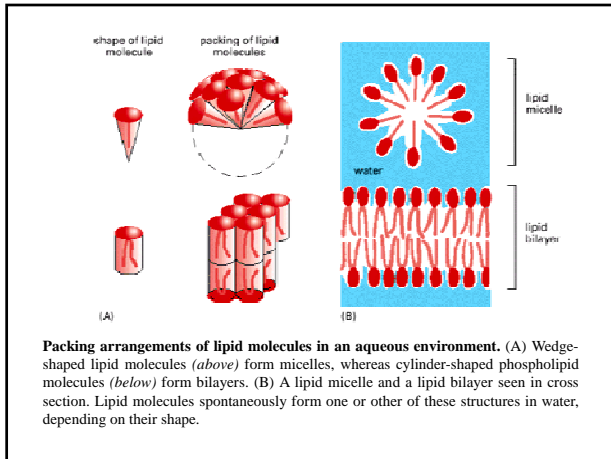 shape of lipid
molecule
packing of lipid
molecules
lipid
micelle
water
lipid
bilayer
(A)
(B)
Packing arrangements of lipid molecules in an aqueous environment. (A) Wedge-
shaped lipid molecules (above) form micelles, whereas cylinder-shaped phospholipid
molecules (below) form bilayers. (B) A lipid micelle and a lipid bilayer seen in cross
section. Lipid molecules spontaneously form one or other of these structures in water,
depending on their shape.